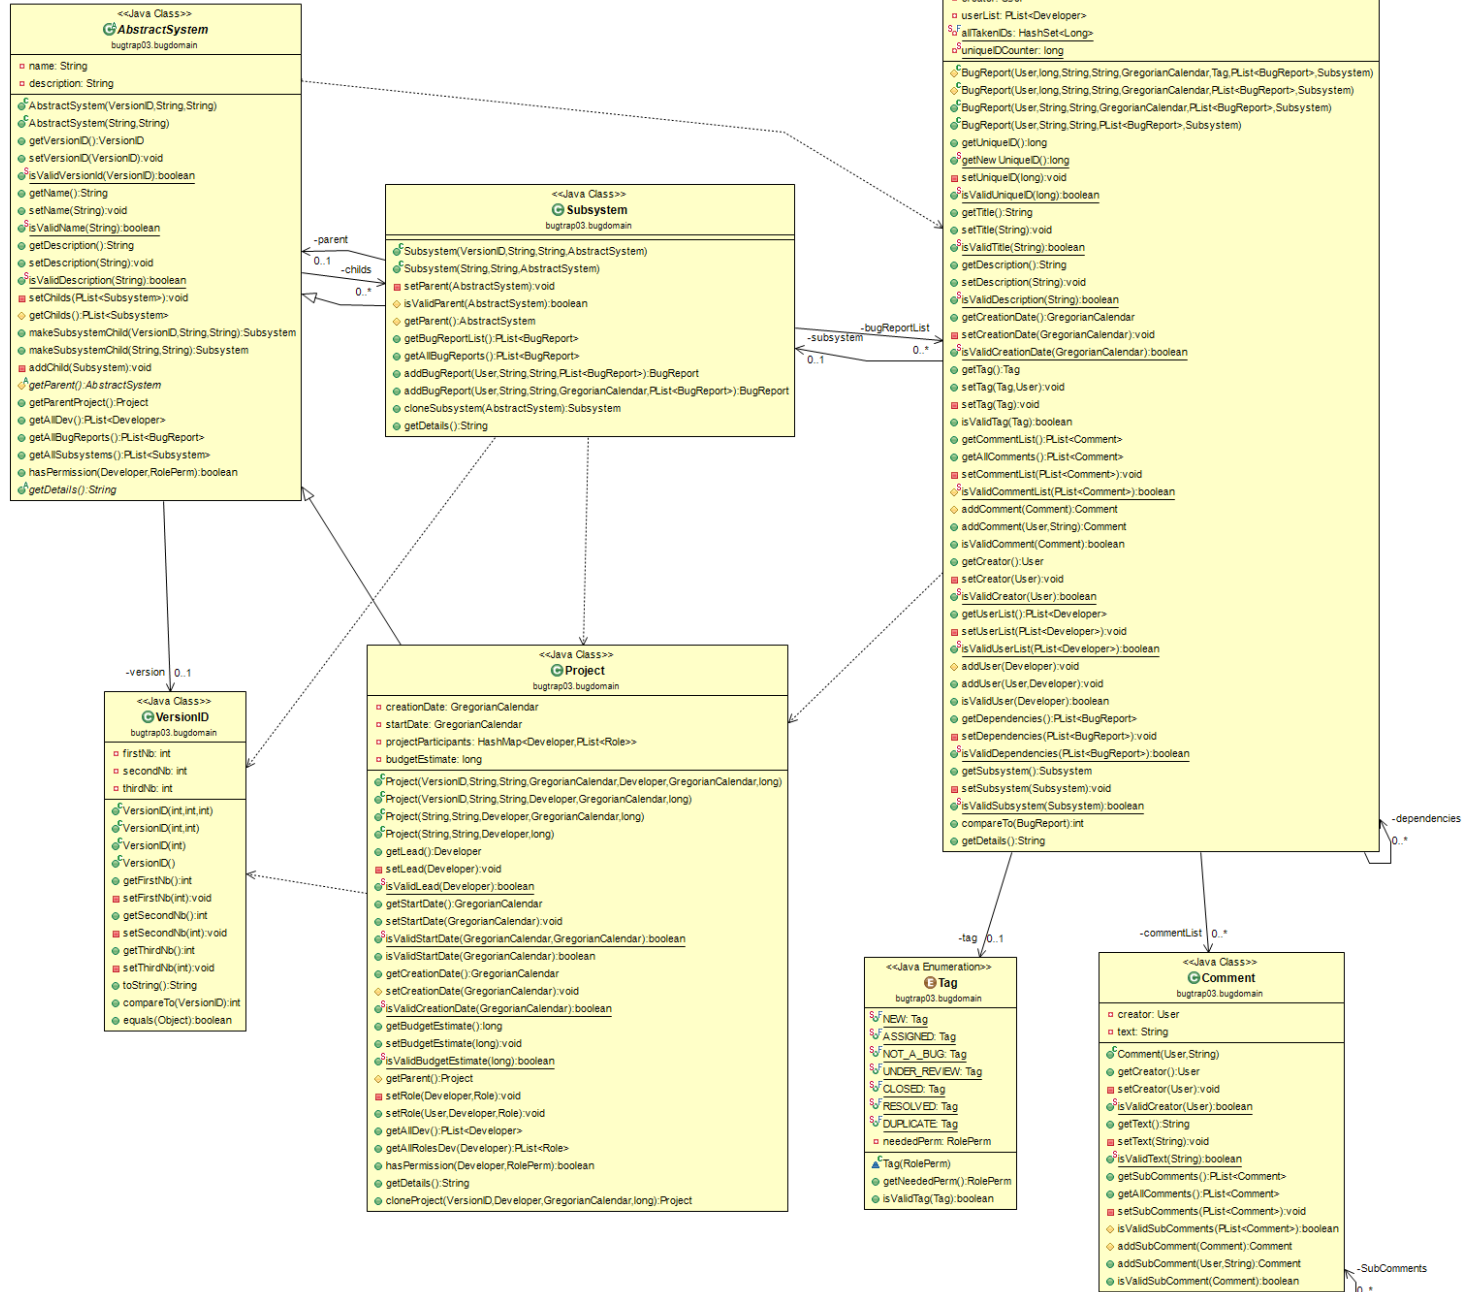 <<Java Class>>
AbstractSystem
bugtrap03.bugdomain
name: String
description: String
AbstractSystem(VersionID,String,String)
AbstractSystem(String,String)
getVersionID():VersionID
setVersionID(VersionID):void
isValidVersionId(VersionID):boolean
getName():String
setName(String):void
isValidName(String):boolean
getDescription():String
setDescription(String):void
isValidDescription(String):boolean
setChilds(PList<Subsystem>):void
getChilds():PList<Subsystem>
makeSubsystemChild(VersionID,String,String):Subsystem
makeSubsystemChild(String,String):Subsystem
addChild(Subsystem):void
getParent():AbstractSystem
getParentProject():Project
getAllDev():PList<Developer>
getAllBugReports():PList<BugReport>
getAllSubsystems():PList<Subsystem>
hasPermission(Developer,RolePerm):boolean
getDetails():String
-parent
0..1
-childs
0..*
<<Java Class>>
Subsystem
bugtrap03.bugdomain
Subsystem(VersionID,String,String,AbstractSystem)
Subsystem(String,String,AbstractSystem)
setParent(AbstractSystem):void
isValidParent(AbstractSystem):boolean
getParent():AbstractSystem
getBugReportList():PList<BugReport>
getAllBugReports():PList<BugReport>
addBugReport(User,String,String,PList<BugReport>):BugReport
addBugReport(User,String,String,GregorianCalendar,PList<BugReport>):BugReport
cloneSubsystem(AbstractSystem):Subsystem
getDetails():String
-bugReportList
-subsystem
0..*
0..1
userList: PList<Developer>
allTakenIDs: HashSet<Long>
uniqueIDCounter: long
BugReport(User,long,String,String,GregorianCalendar,Tag,PList<BugReport>,Subsystem)
BugReport(User,long,String,String,GregorianCalendar,PList<BugReport>,Subsystem)
BugReport(User,String,String,GregorianCalendar,PList<BugReport>,Subsystem)
BugReport(User,String,String,PList<BugReport>,Subsystem)
getUniqueID():long
getNewUniqueID():long
setUniqueID(long):void
isValidUniqueID(long):boolean
getTitle():String
setTitle(String):void
isValidTitle(String):boolean
getDescription():String
setDescription(String):void
isValidDescription(String):boolean
getCreationDate():GregorianCalendar
setCreationDate(GregorianCalendar):void
isValidCreationDate(GregorianCalendar):boolean
getTag():Tag
setTag(Tag,User):void
setTag(Tag):void
isValidTag(Tag):boolean
getCommentList():PList<Comment>
getAllComments():PList<Comment>
setCommentList(PList<Comment>):void
isValidCommentList(PList<Comment>):boolean
addComment(Comment):Comment
addComment(User,String):Comment
isValidComment(Comment):boolean
getCreator():User
setCreator(User):void
isValidCreator(User):boolean
getUserList():PList<Developer>
setUserList(PList<Developer>):void
isValidUserList(PList<Developer>):boolean
addUser(Developer):void
addUser(User,Developer):void
isValidUser(Developer):boolean
getDependencies():PList<BugReport>
setDependencies(PList<BugReport>):void
isValidDependencies(PList<BugReport>):boolean
getSubsystem():Subsystem
setSubsystem(Subsystem):void
isValidSubsystem(Subsystem):boolean
compareTo(BugReport):int
getDetails():String
-dependencies
0..*
-version
0..1
<<Java Class>>
VersionID
bugtrap03.bugdomain
firstNb: int
secondNb: int
thirdNb: int
VersionID(int,int,int)
VersionID(int,int)
VersionID(int)
VersionID()
getFirstNb():int
setFirstNb(int):void
getSecondNb():int
setSecondNb(int):void
getThirdNb():int
setThirdNb(int):void
toString():String
compareTo(VersionID):int
equals(Object):boolean
<<Java Class>>
Project
bugtrap03.bugdomain
creationDate: GregorianCalendar
startDate: GregorianCalendar
projectParticipants: HashMap<Developer,PList<Role>>
budgetEstimate: long
Project(VersionID,String,String,GregorianCalendar,Developer,GregorianCalendar,long)
Project(VersionID,String,String,Developer,GregorianCalendar,long)
Project(String,String,Developer,GregorianCalendar,long)
Project(String,String,Developer,long)
getLead():Developer
setLead(Developer):void
isValidLead(Developer):boolean
getStartDate():GregorianCalendar
setStartDate(GregorianCalendar):void
isValidStartDate(GregorianCalendar,GregorianCalendar):boolean
isValidStartDate(GregorianCalendar):boolean
getCreationDate():GregorianCalendar
setCreationDate(GregorianCalendar):void
isValidCreationDate(GregorianCalendar):boolean
getBudgetEstimate():long
setBudgetEstimate(long):void
isValidBudgetEstimate(long):boolean
getParent():Project
setRole(Developer,Role):void
setRole(User,Developer,Role):void
getAllDev():PList<Developer>
getAllRolesDev(Developer):PList<Role>
hasPermission(Developer,RolePerm):boolean
getDetails():String
cloneProject(VersionID,Developer,GregorianCalendar,long):Project
-tag
0..1
<<Java Enumeration>>
Tag
bugtrap03.bugdomain
NEW: Tag
ASSIGNED: Tag
NOT_A_BUG: Tag
UNDER_REVIEW: Tag
CLOSED: Tag
RESOLVED: Tag
DUPLICATE: Tag
neededPerm: RolePerm
Tag(RolePerm)
getNeededPerm():RolePerm
isValidTag(Tag):boolean
-commentList
0..*
<<Java Class>>
Comment
bugtrap03.bugdomain
creator: User
text: String
Comment(User,String)
getCreator():User
setCreator(User):void
isValidCreator(User):boolean
getText():String
setText(String):void
isValidText(String):boolean
getSubComments():PList<Comment>
getAllComments():PList<Comment>
setSubComments(PList<Comment>):void
isValidSubComments(PList<Comment>):boolean
addSubComment(Comment):Comment
addSubComment(User,String):Comment
isValidSubComment(Comment):boolean
-SubComments
0..*